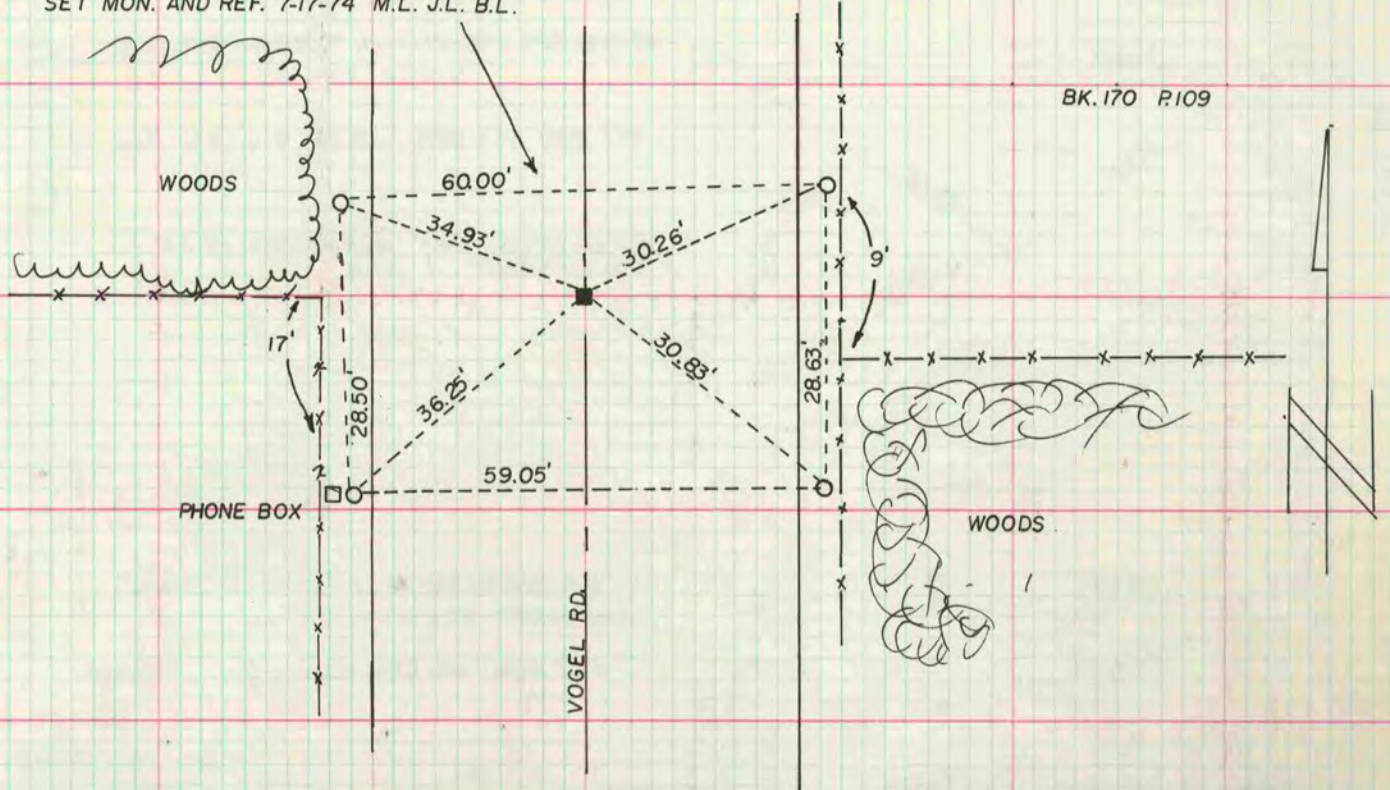 SET MON. AND REF. 7-17-74 M.L. J.L. B.L.
BK. 170 P. 109
WOODS
60.00'
34.93'
30.26'
9'
17'
28.50'
36.25'
30.83'
28.63'
59.05'
PHONE BOX
WOODS
VOGEL RD.
N